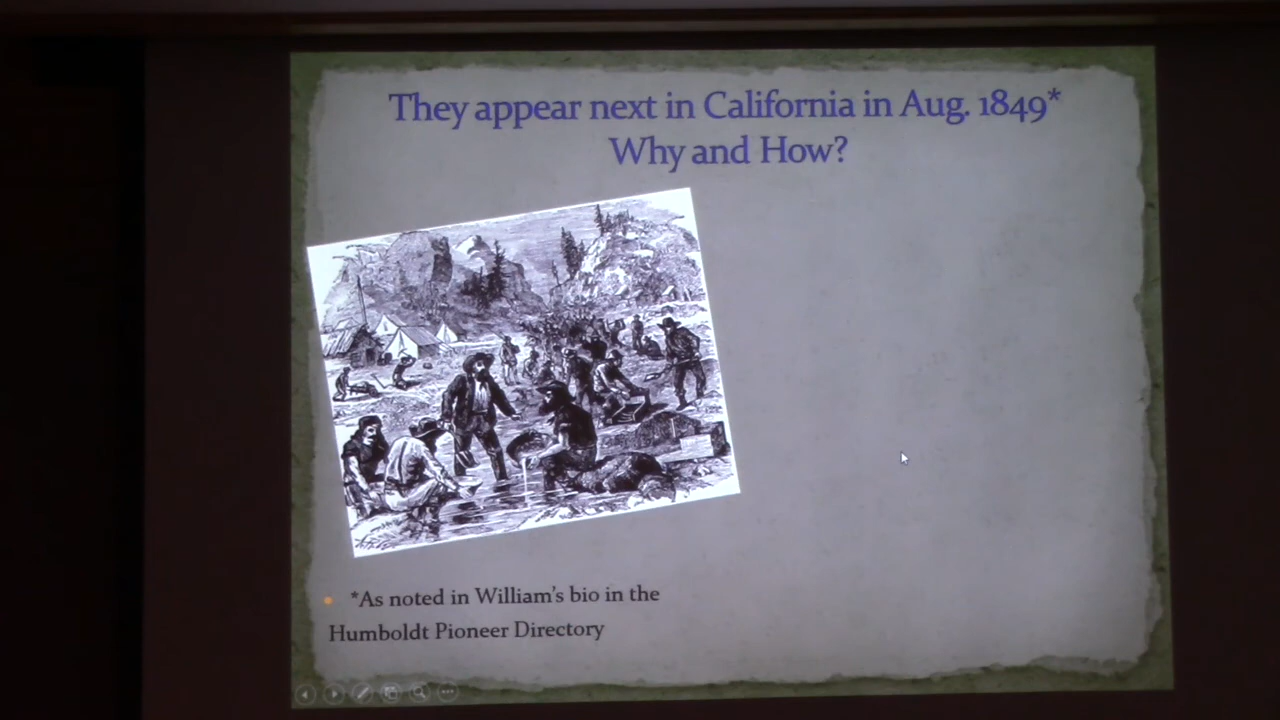 They appear next in California in Aug. 1849*
Why and How?
*As noted in William's bio in the
Humboldt Pioneer Directory